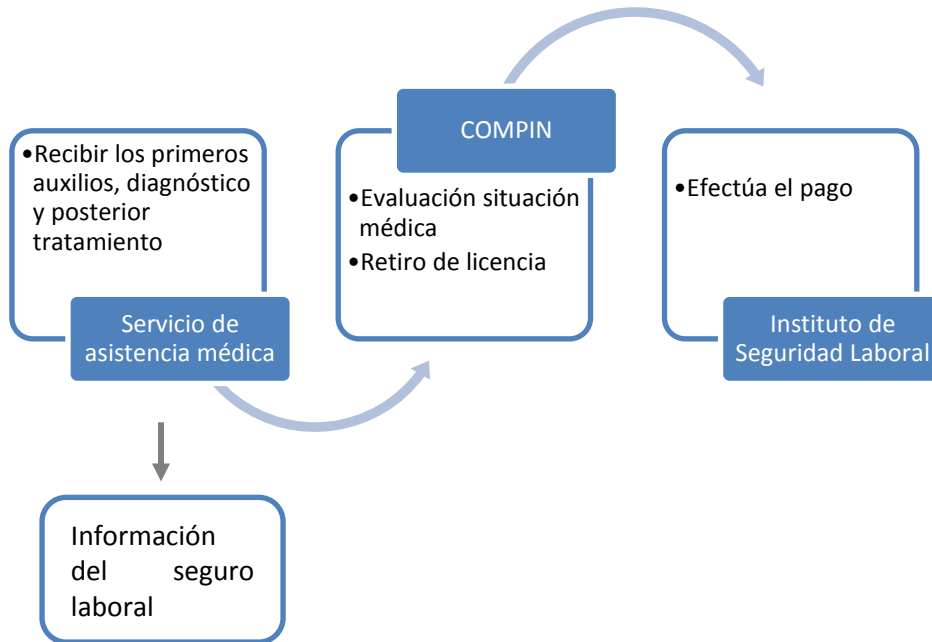 •Recibir los primeros
auxilios, diagnóstico
y posterior
tratamiento
Servicio de
asistencia médica
COMPIN
•Evaluación situación
médica
•Retiro de licencia
•Efectúa el pago
Instituto de
Seguridad Laboral
Información
del seguro
laboral